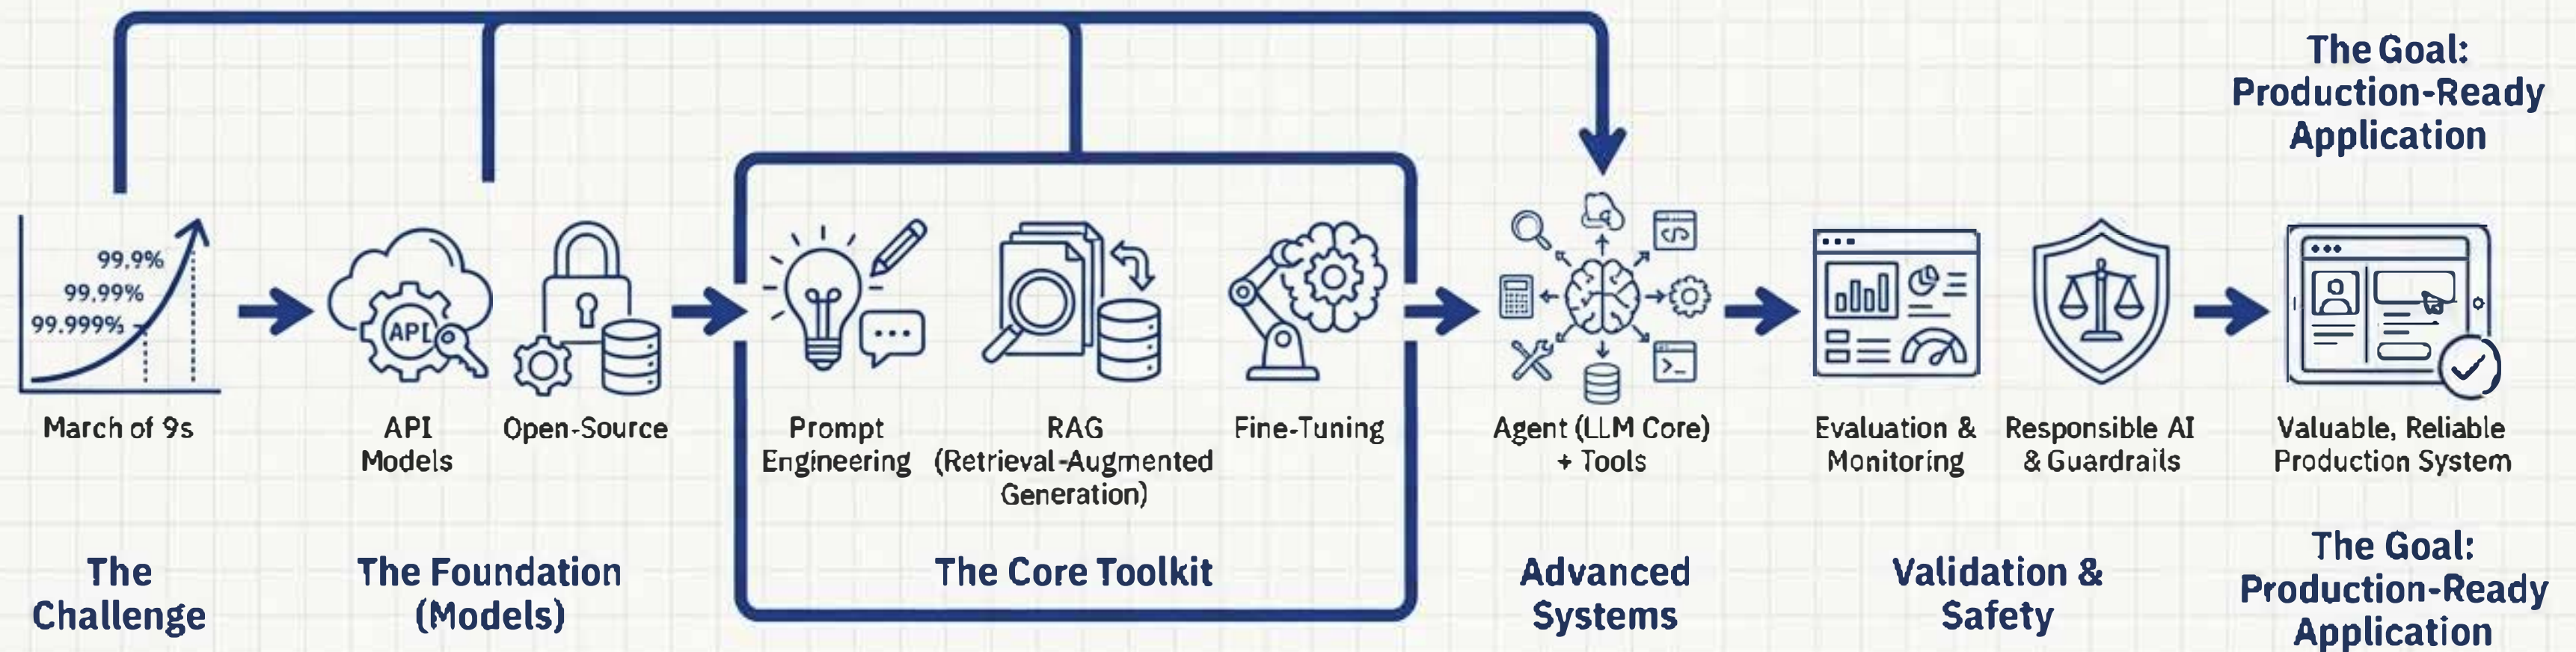 The Goal:
Production-Ready
Application
99.9%
99.99%
99.999%
API
March of 9s
API
Models
Open-Source
Prompt
Engineering
RAG
(Retrieval-Augmented
Generation)
Fine-Tuning
Agent (LLM Core)
+ Tools
Evaluation &
Monitoring
Responsible AI
& Guardrails
Valuable, Reliable
Production System
The
Challenge
The Foundation
(Models)
The Core Toolkit
Advanced
Systems
Validation &
Safety
The Goal:
Production-Ready
Application